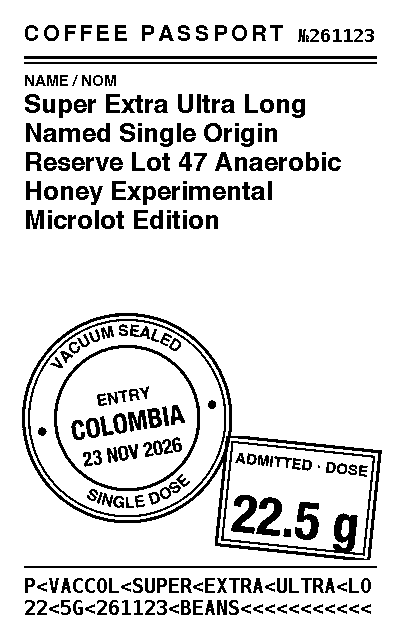 COFFEE PASSPORT №261123
NAME / NOM
Super Extra Ultra Long
Named Single Origin
Reserve Lot 47 Anaerobic
Honey Experimental
Microlot Edition
VACUUM SEALED
ENTRY
COLOMBIA
23 NOV 2026
SINGLE DOSE
ADMITTED · DOSE
22.5 g
P<VACCOL<SUPER<EXTRA<ULTRA<LO
22<5G<261123<BEANS<<<<<<<<<<<